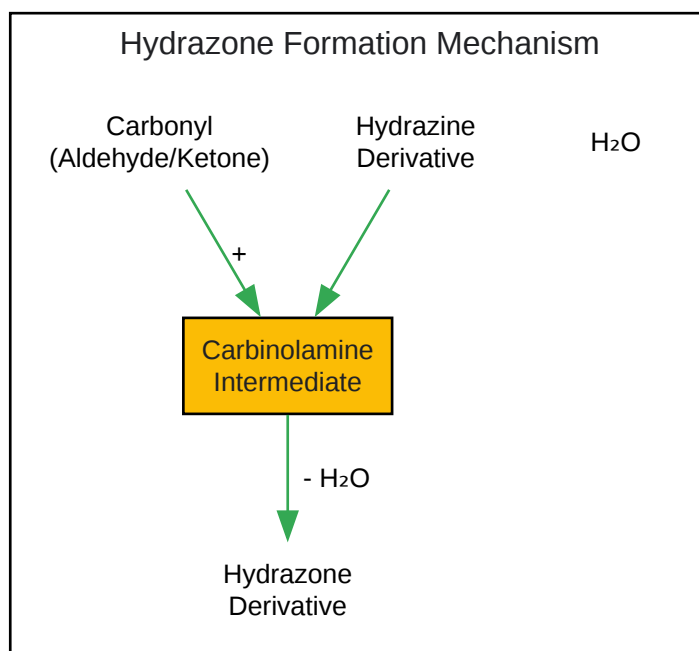 Hydrazone Formation Mechanism
Carbonyl
(Aldehyde/Ketone)
Hydrazine
Derivative
H₂O
+
Carbinolamine
Intermediate
- H₂O
Hydrazone
Derivative